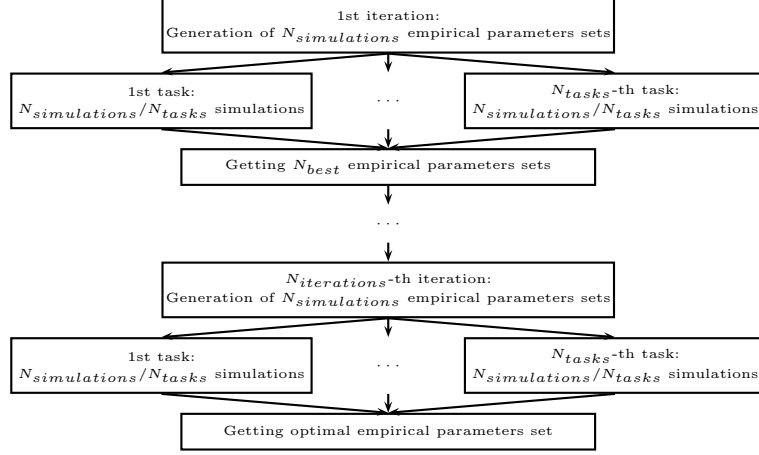 1st iteration:
Generation of N_simulations empirical parameters sets
1st task:
N_simulations/N_tasks simulations
...
N_tasks-th task:
N_simulations/N_tasks simulations
Getting N_best empirical parameters sets
...
N_iterations-th iteration:
Generation of N_simulations empirical parameters sets
1st task:
N_simulations/N_tasks simulations
...
N_tasks-th task:
N_simulations/N_tasks simulations
Getting optimal empirical parameters set